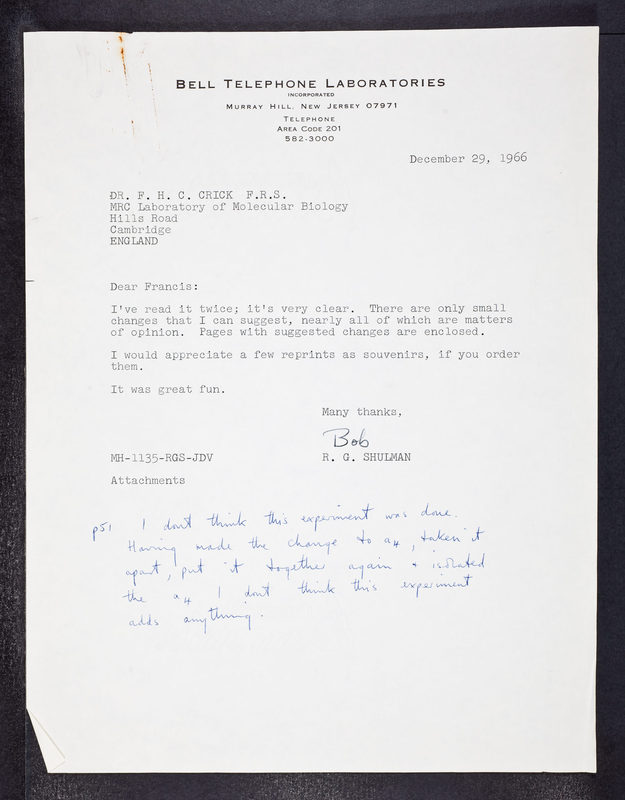 BELL TELEPHONE LABORATORIES
INCORPORATED
MURRAY HILL, NEW JERSEY 07971
TELEPHONE
AREA CODE 201
582-3000
December 29, 1966
DR. F. H. C. CRICK F.R.S.
MRC Laboratory of Molecular Biology
Hills Road
Cambridge
ENGLAND
Dear Francis:
I've read it twice; it's very clear. There are only small
changes that I can suggest, nearly all of which are matters
of opinion. Pages with suggested changes are enclosed.
I would appreciate a few reprints as souvenirs, if you order
them.
It was great fun.
Many thanks,
Bob
MH-1135-RGS-JDV R. G. SHULMAN
Attachments
p51 I dont think this experiment was done.
Having made the change to a4, taken it
apart, put it together again + isolated
the a4 I dont think this experiment
adds anything.